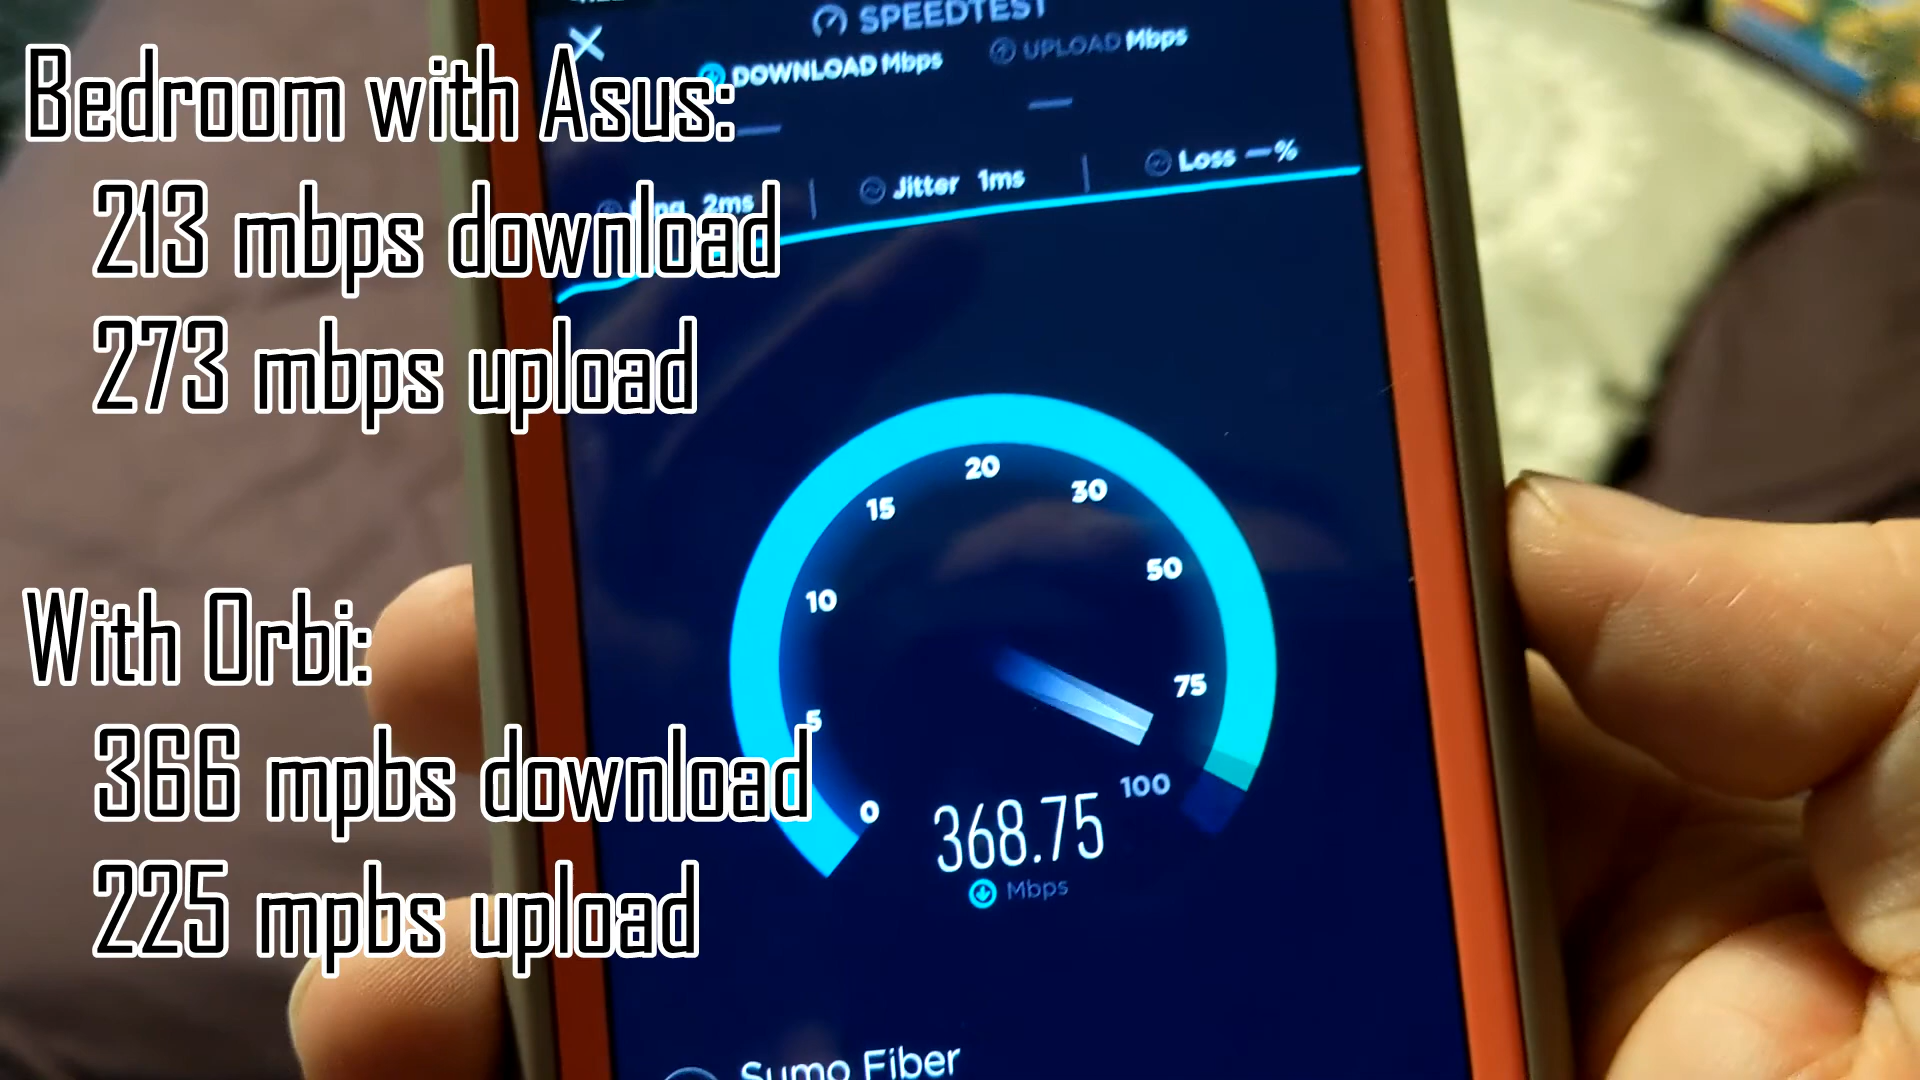 Bedroom with Asus:
213 mbps download
273 mbps upload
With Orbi:
366 mpbs download
225 mpbs upload
SPEEDTEST
DOWNLOAD Mbps
UPLOAD Mbps
2ms
Jitter 1ms
Loss —%
0
5
10
15
20
30
50
75
100
368.75
Mbps
Sumo Fiber